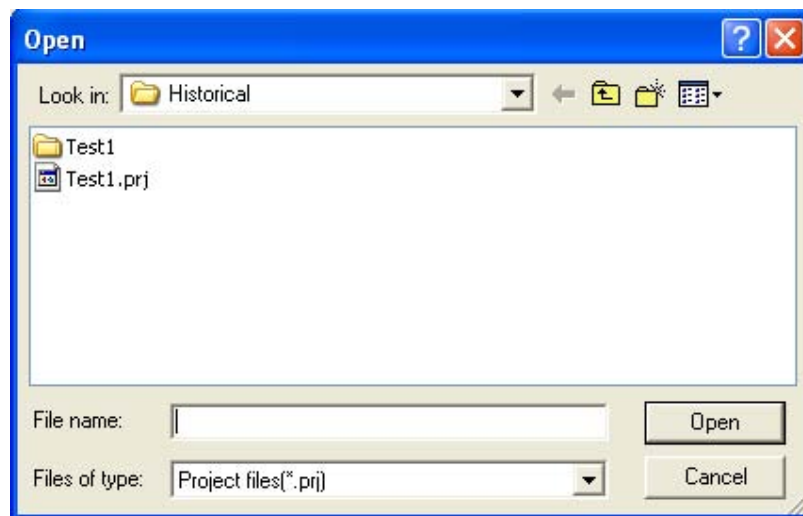 Open
Look in: Historical
Test1
Test1.prj
File name: Open
Files of type: Project files(*.prj) Cancel